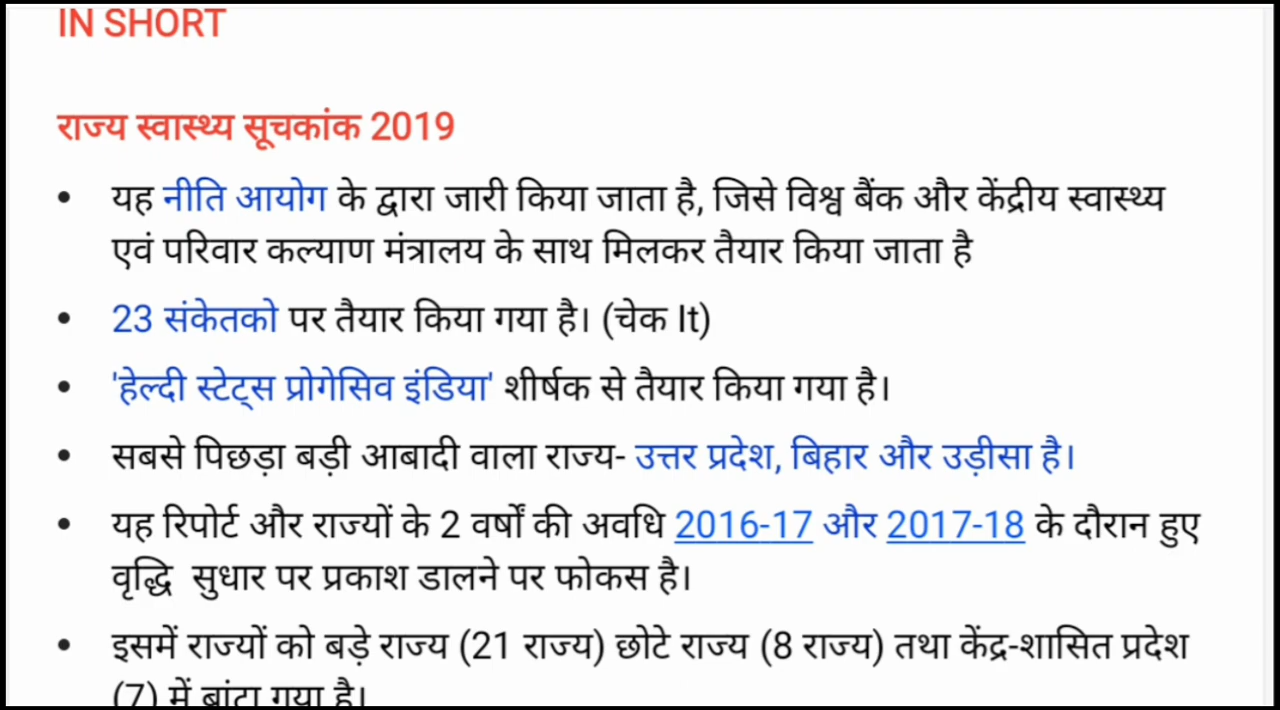 IN SHORT
राज्य स्वास्थ्य सूचकांक 2019
• यह नीति आयोग के द्वारा जारी किया जाता है, जिसे विश्व बैंक और केंद्रीय स्वास्थ्य
एवं परिवार कल्याण मंत्रालय के साथ मिलकर तैयार किया जाता है
• 23 संकेतको पर तैयार किया गया है। (चेक It)
• 'हेल्दी स्टेट्स प्रोगेसिव इंडिया' शीर्षक से तैयार किया गया है।
• सबसे पिछड़ा बड़ी आबादी वाला राज्य- उत्तर प्रदेश, बिहार और उड़ीसा है।
• यह रिपोर्ट और राज्यों के 2 वर्षों की अवधि 2016-17 और 2017-18 के दौरान हुए
वृद्धि सुधार पर प्रकाश डालने पर फोकस है।
• इसमें राज्यों को बड़े राज्य (21 राज्य) छोटे राज्य (8 राज्य) तथा केंद्र-शासित प्रदेश
(7) में बांटा गया है।